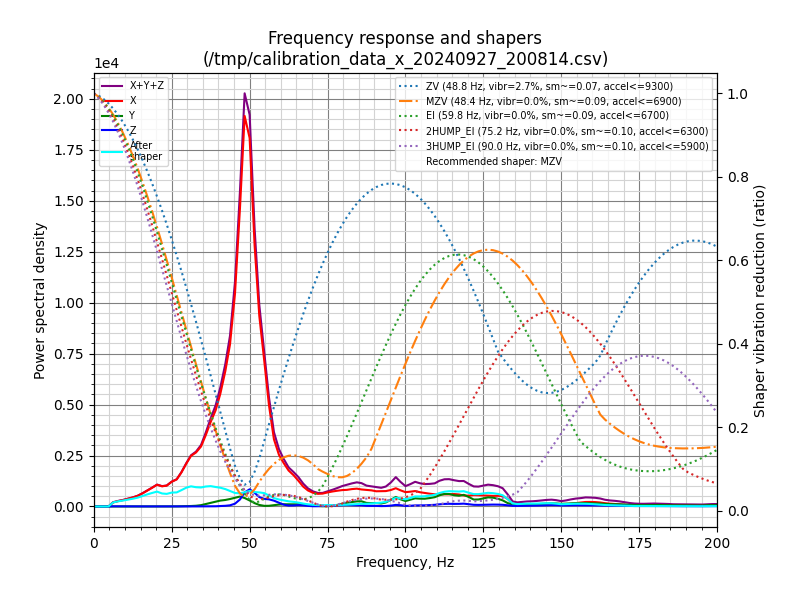 Frequency response and shapers
(/tmp/calibration_data_x_20240927_200814.csv)
1e4
X+Y+Z
X
Y
Z
After
shaper
ZV (48.8 Hz, vibr=2.7%, sm~=0.07, accel<=9300)
MZV (48.4 Hz, vibr=0.0%, sm~=0.09, accel<=6900)
EI (59.8 Hz, vibr=0.0%, sm~=0.09, accel<=6700)
2HUMP_EI (75.2 Hz, vibr=0.0%, sm~=0.10, accel<=6300)
3HUMP_EI (90.0 Hz, vibr=0.0%, sm~=0.10, accel<=5900)
Recommended shaper: MZV
2.00
1.75
1.50
1.25
1.00
0.75
0.50
0.25
0.00
Power spectral density
1.0
0.8
0.6
0.4
0.2
0.0
Shaper vibration reduction (ratio)
0 25 50 75 100 125 150 175 200
Frequency, Hz